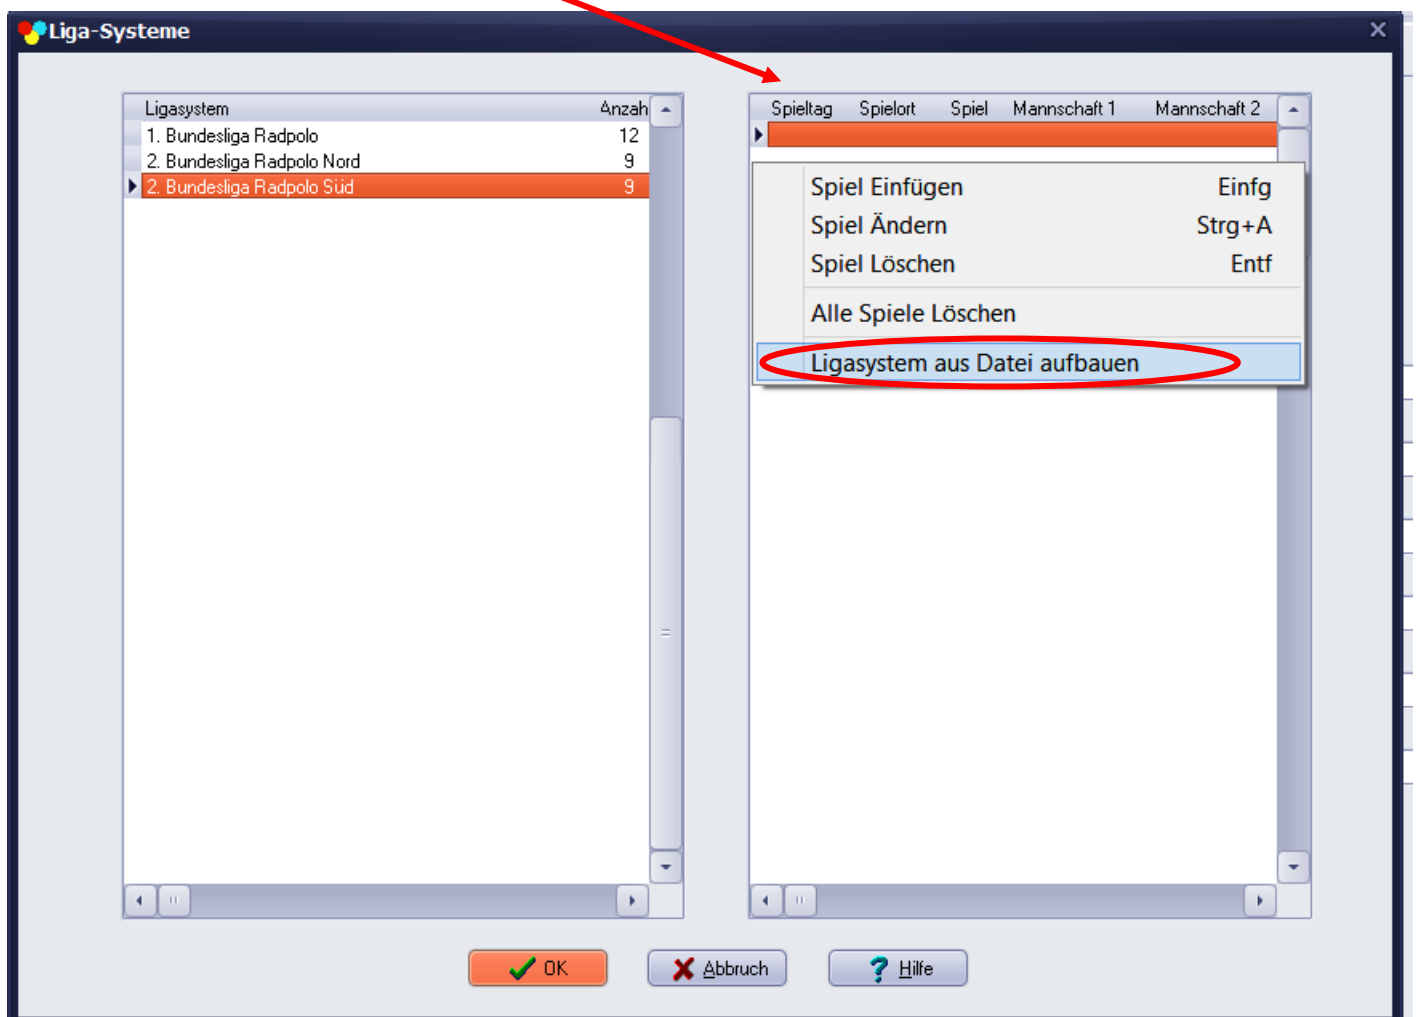 Liga-Systeme
Ligasystem Anzah
1. Bundesliga Radpolo 12
2. Bundesliga Radpolo Nord 9
2. Bundesliga Radpolo Süd 9
Spieltag Spielort Spiel Mannschaft 1 Mannschaft 2
Spiel Einfügen Einfg
Spiel Ändern Strg+A
Spiel Löschen Entf
Alle Spiele Löschen
Ligasystem aus Datei aufbauen
OK Abbruch Hilfe